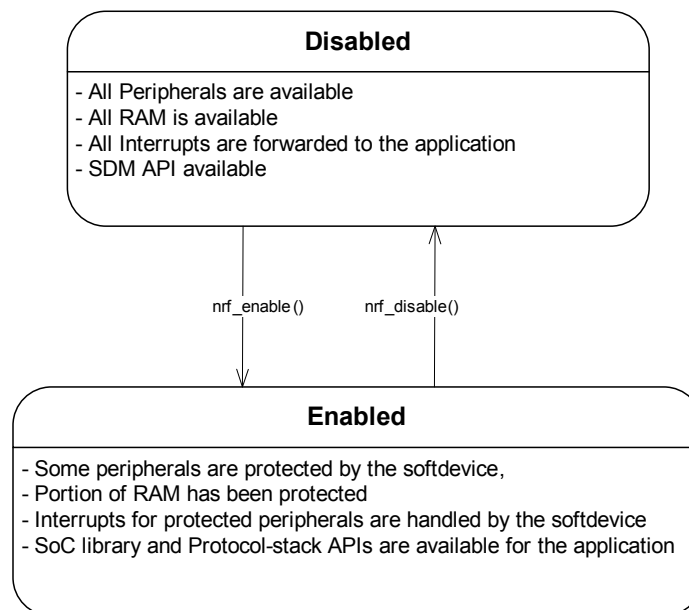 Disabled
- All Peripherals are available
- All RAM is available
- All Interrupts are forwarded to the application
- SDM API available
nrf_enable()
nrf_disable()
Enabled
- Some peripherals are protected by the softdevice,
- Portion of RAM has been protected
- Interrupts for protected peripherals are handled by the softdevice
- SoC library and Protocol-stack APIs are available for the application